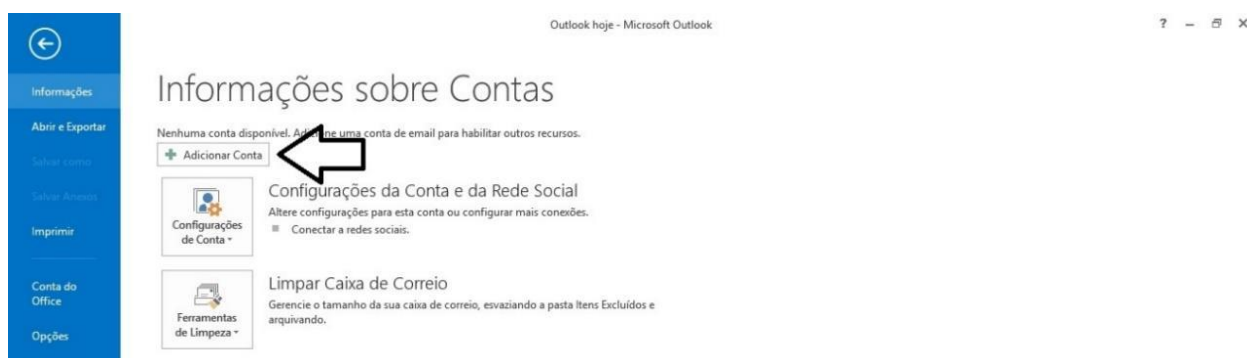 Outlook hoje - Microsoft Outlook
?
Informações
Abrir e Exportar
Salvar como
Salvar Anexos
Imprimir
Conta do
Office
Opções
Informações sobre Contas
Nenhuma conta disponível. uma conta de email para habilitar outros recursos.
Adicionar Conta
Configurações
de Conta
Configurações da Conta e da Rede Social
Altere configurações para esta conta ou configurar mais conexões.
Conectar a redes sociais.
Ferramentas
de Limpeza
Limpar Caixa de Correio
Gerencie o tamanho da sua caixa de correio, esvaziando a pasta Itens Excluídos e
arquivando.